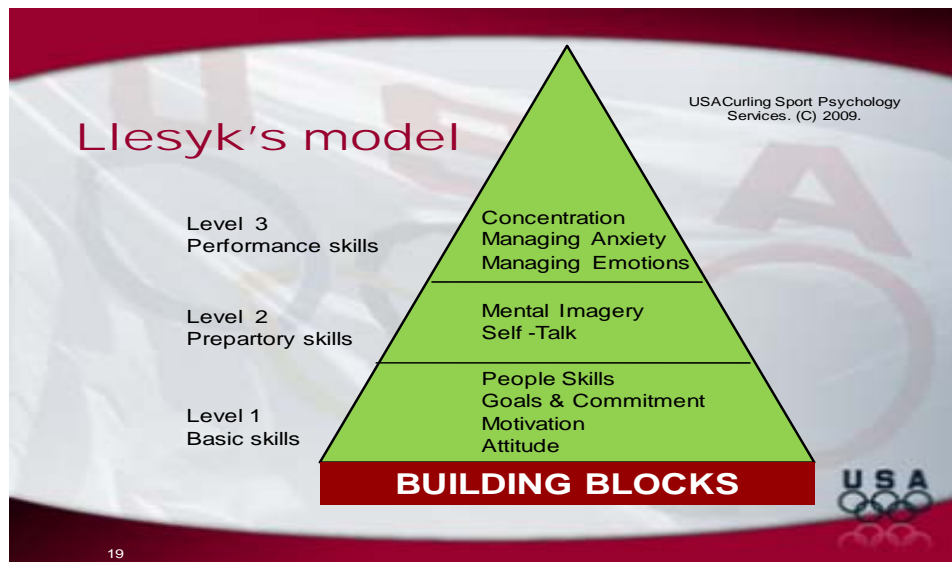 USACurling Sport Psychology
Services. (C) 2009.
Llesyk's model
Level 3
Performance skills
Concentration
Managing Anxiety
Managing Emotions
Level 2
Prepartory skills
Mental Imagery
Self -Talk
Level 1
Basic skills
People Skills
Goals & Commitment
Motivation
Attitude
BUILDING BLOCKS
USA
USA
19